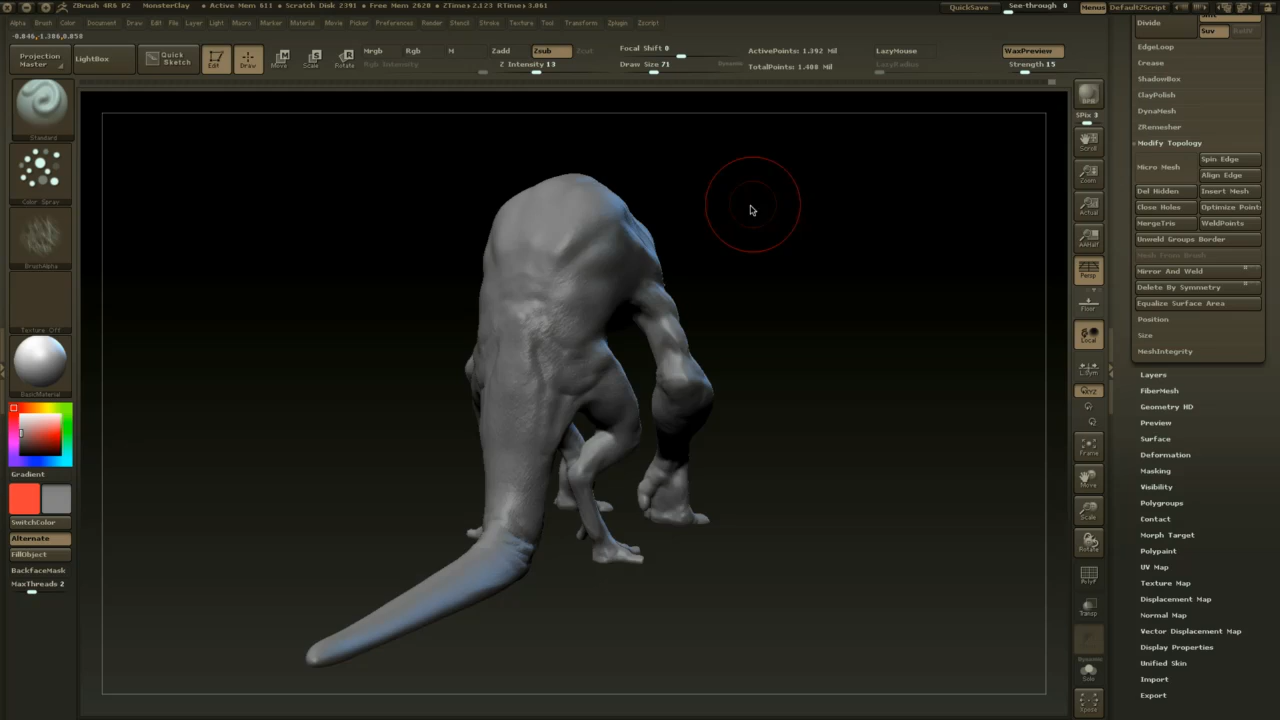 ZBrush 4R6 P2 MonsterClay • Active Mem 611 • Scratch Disk 2391 • Free Mem 2620 • ZTime▸2.123 RTime▸3.061 QuickSave See-through 0 Menus DefaultZScript
Alpha Brush Color Document Draw Edit File Layer Light Macro Marker Material Movie Picker Preferences Render Stencil Stroke Texture Tool Transform Zplugin Zscript
-0.846,-1.386,0.858
Projection Master
LightBox
Quick Sketch
Edit
Draw
Move
Scale
Rotate
Mrgb Rgb M
Rgb Intensity
Zadd Zsub Zcut
Z Intensity 13
Focal Shift 0
Draw Size 71 Dynamic
ActivePoints: 1.392 Mil
TotalPoints: 1.408 Mil
LazyMouse
LazyRadius
WaxPreview
Strength 15
Standard
Color Spray
BrushAlpha
Texture Off
BasicMaterial
Gradient
SwitchColor
Alternate
FillObject
BackfaceMask
MaxThreads 2
BPR
SPix 3
Scroll
Zoom
Actual
AAHalf
Persp
Floor
Local
L.Sym
XYZ
Frame
Move
Scale
Rotate
PolyF
Transp
Dynamic
Solo
Xpose
Divide Smt
Suv ReUV
EdgeLoop
Crease
ShadowBox
ClayPolish
DynaMesh
ZRemesher
Modify Topology
Micro Mesh Spin Edge
Align Edge
Del Hidden Insert Mesh
Close Holes Optimize Point
MergeTris WeldPoints
Unweld Groups Border
Mesh From Brush
Mirror And Weld
Delete By Symmetry
Equalize Surface Area
Position
Size
MeshIntegrity
Layers
FiberMesh
Geometry HD
Preview
Surface
Deformation
Masking
Visibility
Polygroups
Contact
Morph Target
Polypaint
UV Map
Texture Map
Displacement Map
Normal Map
Vector Displacement Map
Display Properties
Unified Skin
Import
Export